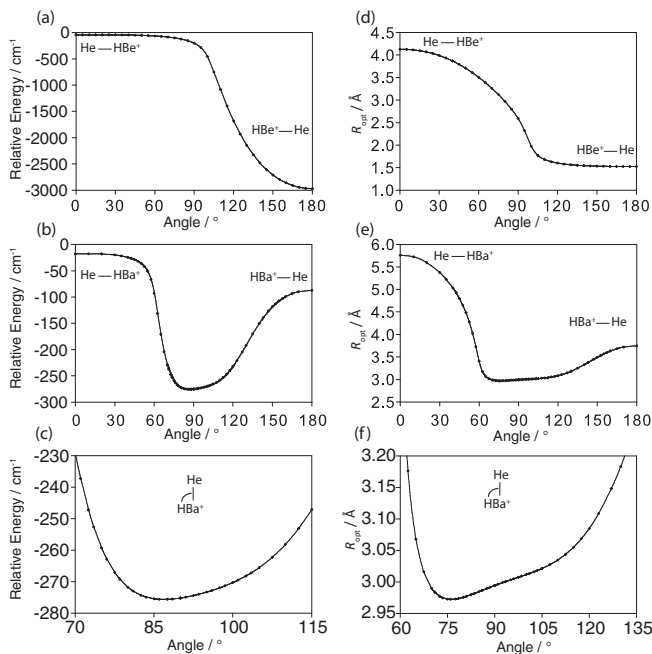 (a)
Relative Energy / cm⁻¹
0
-500
-1000
-1500
-2000
-2500
-3000
He — HBe⁺
HBe⁺— He
0 30 60 90 120 150 180
Angle / °
(d)
R_opt / Å
4.5
4.0
3.5
3.0
2.5
2.0
1.5
1.0
He — HBe⁺
HBe⁺— He
0 30 60 90 120 150 180
Angle / °
(b)
Relative Energy / cm⁻¹
0
-50
-100
-150
-200
-250
-300
He — HBa⁺
HBa⁺— He
0 30 60 90 120 150 180
Angle / °
(e)
R_opt / Å
6.0
5.5
5.0
4.5
4.0
3.5
3.0
2.5
He — HBa⁺
HBa⁺— He
0 30 60 90 120 150 180
Angle / °
(c)
Relative Energy / cm⁻¹
-230
-240
-250
-260
-270
-280
He
HBa⁺
70 85 100 115
Angle / °
(f)
R_opt / Å
3.20
3.15
3.10
3.05
3.00
2.95
He
HBa⁺
60 75 90 105 120 135
Angle / °